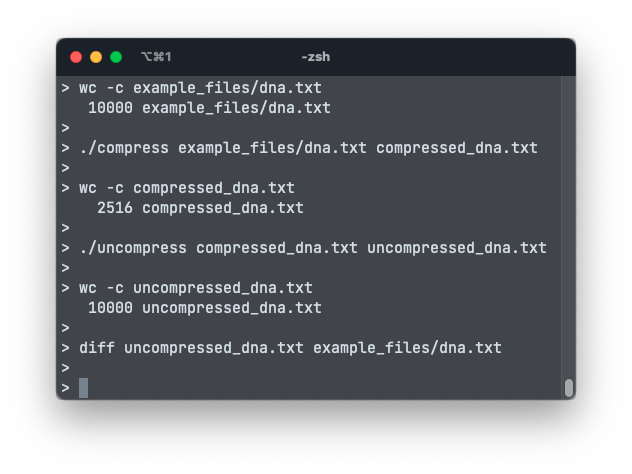 ⌥⌘1 -zsh
> wc -c example_files/dna.txt
   10000 example_files/dna.txt
>
> ./compress example_files/dna.txt compressed_dna.txt
>
> wc -c compressed_dna.txt
    2516 compressed_dna.txt
>
> ./uncompress compressed_dna.txt uncompressed_dna.txt
>
> wc -c uncompressed_dna.txt
   10000 uncompressed_dna.txt
>
> diff uncompressed_dna.txt example_files/dna.txt
>
>